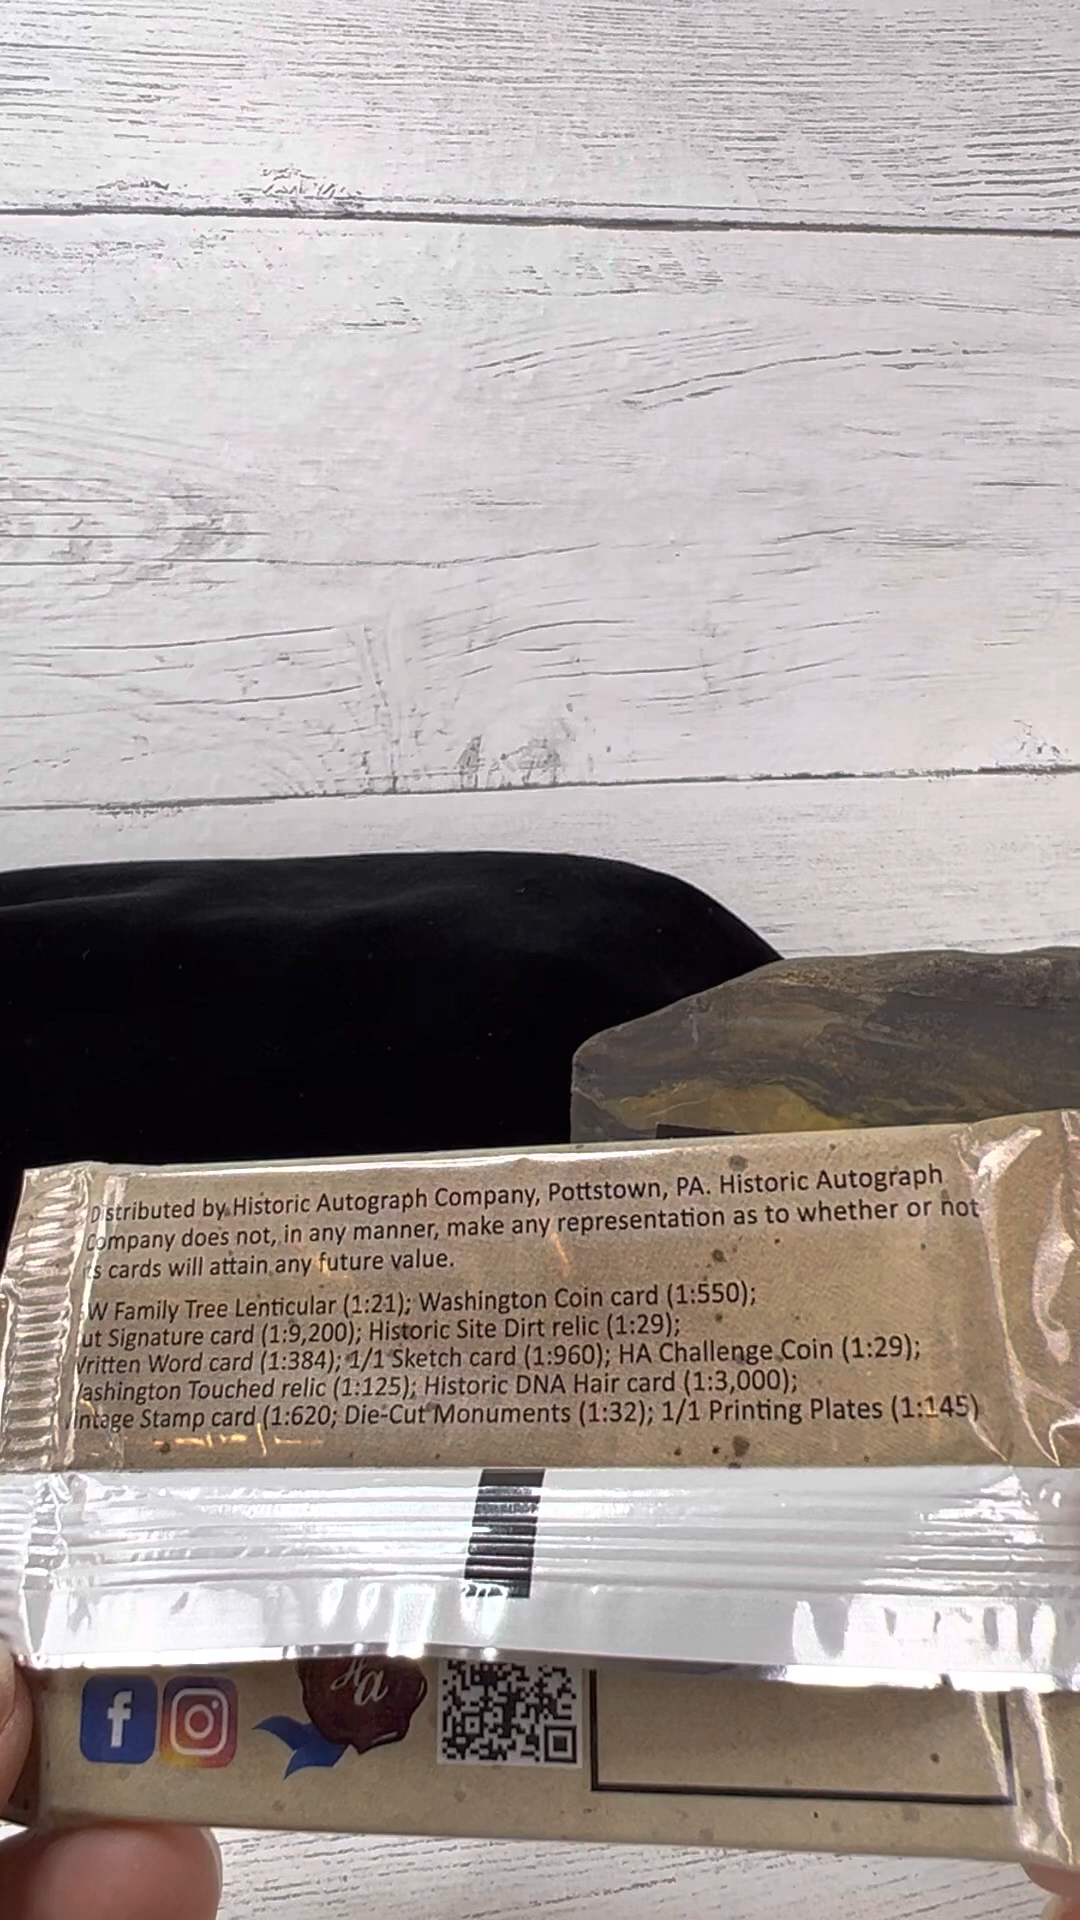 Distributed by Historic Autograph Company, Pottstown, PA. Historic Autograph
Company does not, in any manner, make any representation as to whether or not
its cards will attain any future value.
W Family Tree Lenticular (1:21); Washington Coin card (1:550);
ut Signature card (1:9,200); Historic Site Dirt relic (1:29);
Written Word card (1:384); 1/1 Sketch card (1:960); HA Challenge Coin (1:29);
Washington Touched relic (1:125); Historic DNA Hair card (1:3,000);
Vintage Stamp card (1:620; Die-Cut Monuments (1:32); 1/1 Printing Plates (1:145)
f
Ha